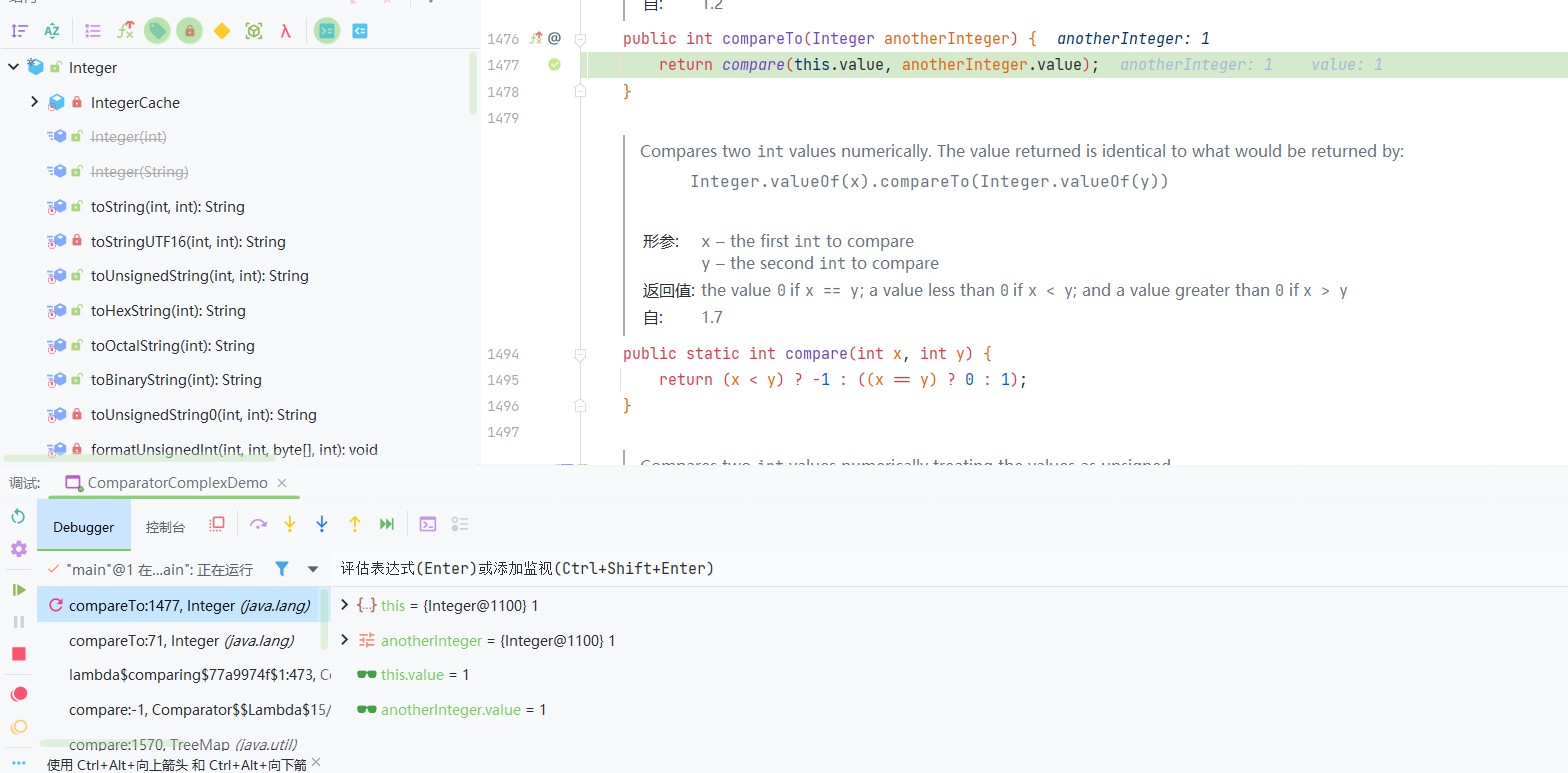 Integer
IntegerCache
Integer(int)
Integer(String)
toString(int, int): String
toStringUTF16(int, int): String
toUnsignedString(int, int): String
toHexString(int): String
toOctalString(int): String
toBinaryString(int): String
toUnsignedString0(int, int): String
formatUnsignedInt(int, int, byte[], int): void
自: 1.2
1476 public int compareTo(Integer anotherInteger) { anotherInteger: 1
1477 return compare(this.value, anotherInteger.value); anotherInteger: 1 value: 1
1478 }
1479
Compares two int values numerically. The value returned is identical to what would be returned by:
Integer.valueOf(x).compareTo(Integer.valueOf(y))
形参: x – the first int to compare
y – the second int to compare
返回值: the value 0 if x == y; a value less than 0 if x < y; and a value greater than 0 if x > y
自: 1.7
1494 public static int compare(int x, int y) {
1495 return (x < y) ? -1 : ((x == y) ? 0 : 1);
1496 }
1497
Compares two int values numerically treating the values as unsigned
调试: ComparatorComplexDemo
Debugger 控制台
"main"@1 在...ain": 正在运行
评估表达式(Enter)或添加监视(Ctrl+Shift+Enter)
compareTo:1477, Integer (java.lang)
compareTo:71, Integer (java.lang)
lambda$comparing$77a9974f$1:473, Co
compare:-1, Comparator$$Lambda$15/
compare:1570, TreeMap (java.util)
this = {Integer@1100} 1
anotherInteger = {Integer@1100} 1
this.value = 1
anotherInteger.value = 1
使用 Ctrl+Alt+向上箭头 和 Ctrl+Alt+向下箭